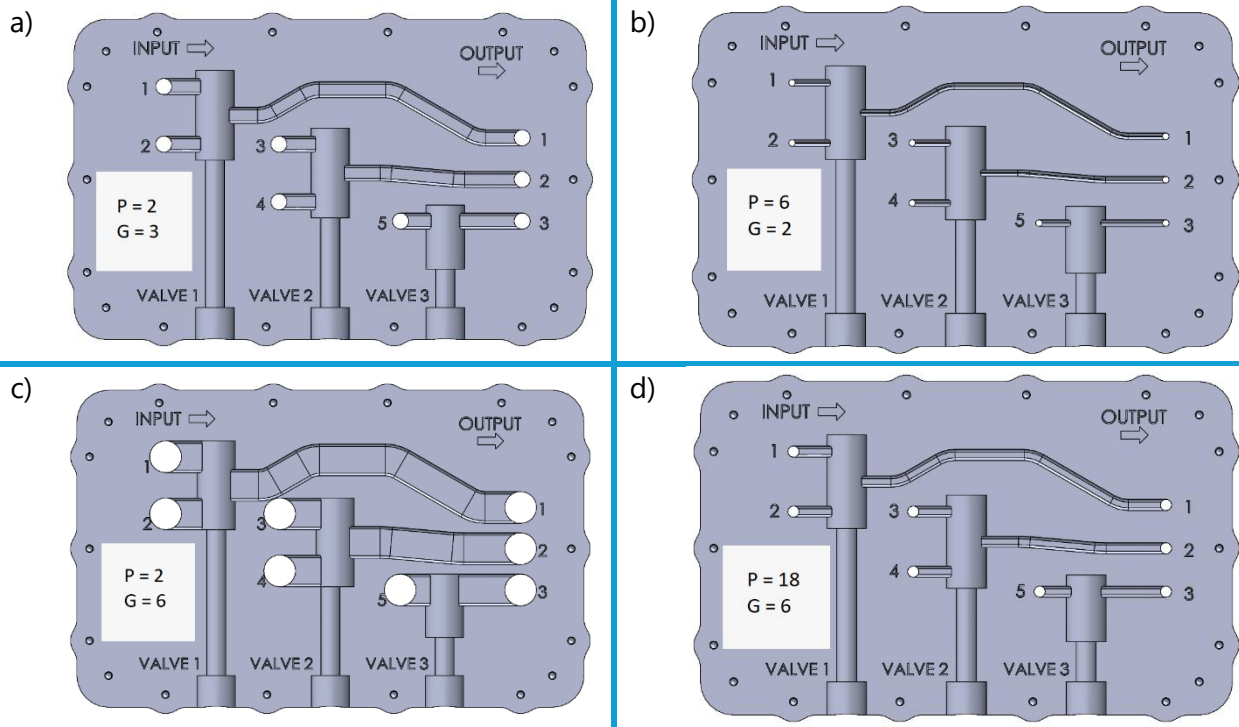 a)
INPUT
OUTPUT
1
2
3
4
5
1
2
3
P = 2
G = 3
VALVE 1 VALVE 2 VALVE 3
b)
INPUT
OUTPUT
1
2
3
4
5
1
2
3
P = 6
G = 2
VALVE 1 VALVE 2 VALVE 3
c)
INPUT
OUTPUT
1
2
3
4
5
1
2
3
P = 2
G = 6
VALVE 1 VALVE 2 VALVE 3
d)
INPUT
OUTPUT
1
2
3
4
5
1
2
3
P = 18
G = 6
VALVE 1 VALVE 2 VALVE 3